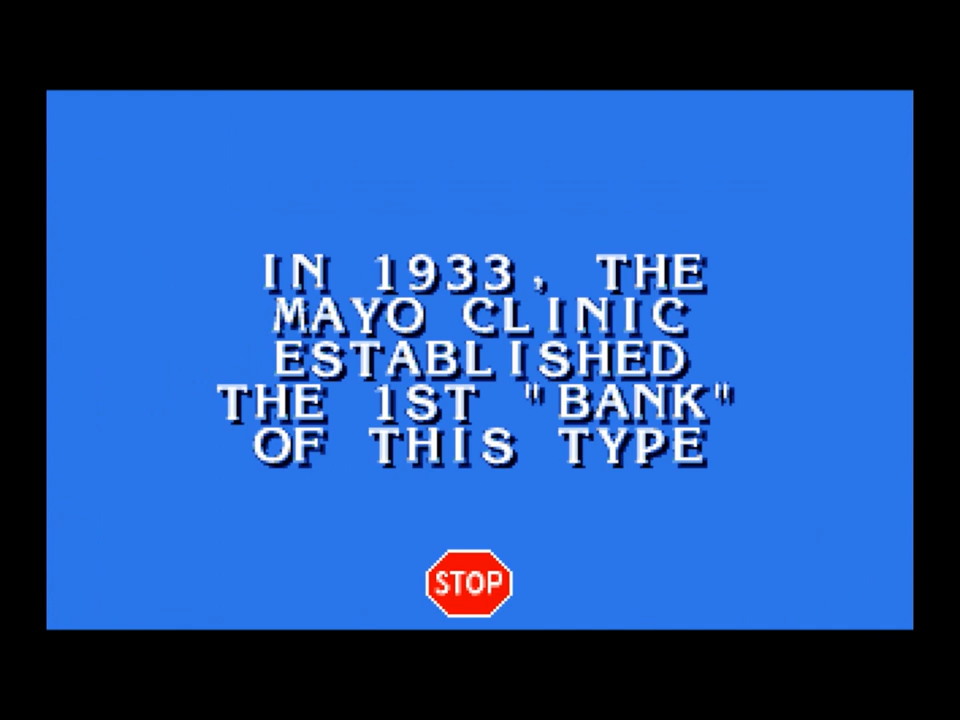 IN 1933, THE
MAYO CLINIC
ESTABLISHED
THE 1ST "BANK"
OF THIS TYPE
STOP